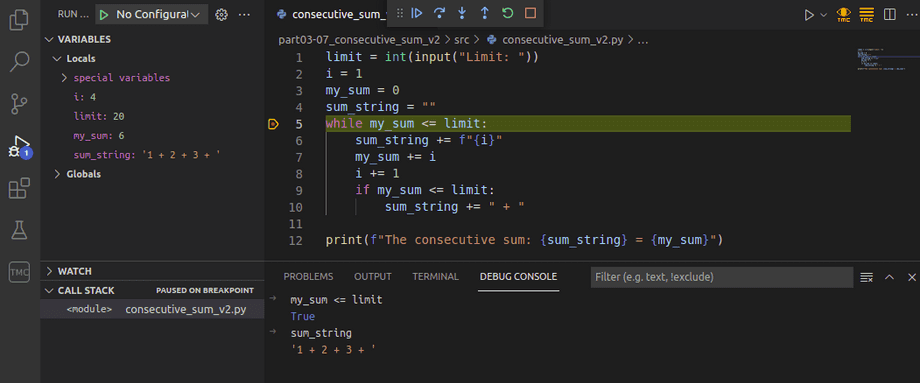 RUN ...
No Configurat
VARIABLES
Locals
special variables
i: 4
limit: 20
my_sum: 6
sum_string: '1 + 2 + 3 + '
Globals
WATCH
CALL STACK PAUSED ON BREAKPOINT
<module> consecutive_sum_v2.py
1
TMC
consecutive_sum_v
TMC TMC
part03-07_consecutive_sum_v2 > src > consecutive_sum_v2.py > ...
1 limit = int(input("Limit: "))
2 i = 1
3 my_sum = 0
4 sum_string = ""
5 while my_sum <= limit:
6 sum_string += f"{i}"
7 my_sum += i
8 i += 1
9 if my_sum <= limit:
10 sum_string += " + "
11
12 print(f"The consecutive sum: {sum_string} = {my_sum}")
PROBLEMS OUTPUT TERMINAL DEBUG CONSOLE Filter (e.g. text, !exclude)
my_sum <= limit
True
sum_string
'1 + 2 + 3 + '